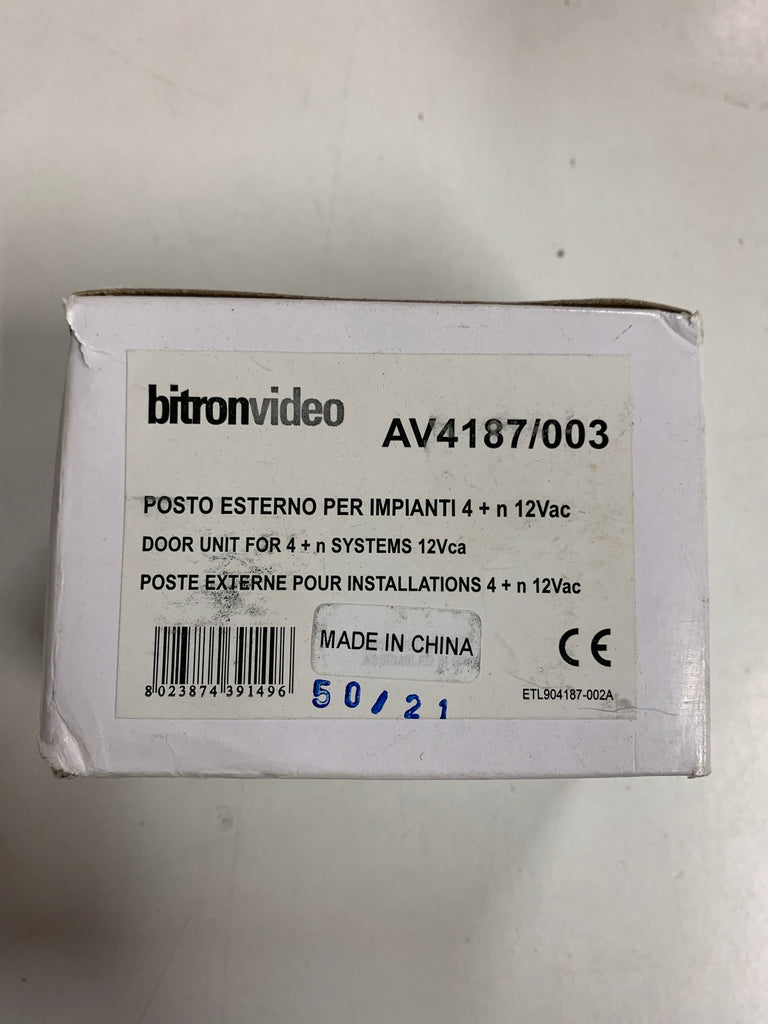 bitronvideo
AV4187/003
POSTO ESTERNO PER IMPIANTI 4 + n 12Vac
DOOR UNIT FOR 4 + n SYSTEMS 12Vca
POSTE EXTERNE POUR INSTALLATIONS 4 + n 12Vac
MADE IN CHINA
CE
8 023874 391496
50/21
ETL904187-002A